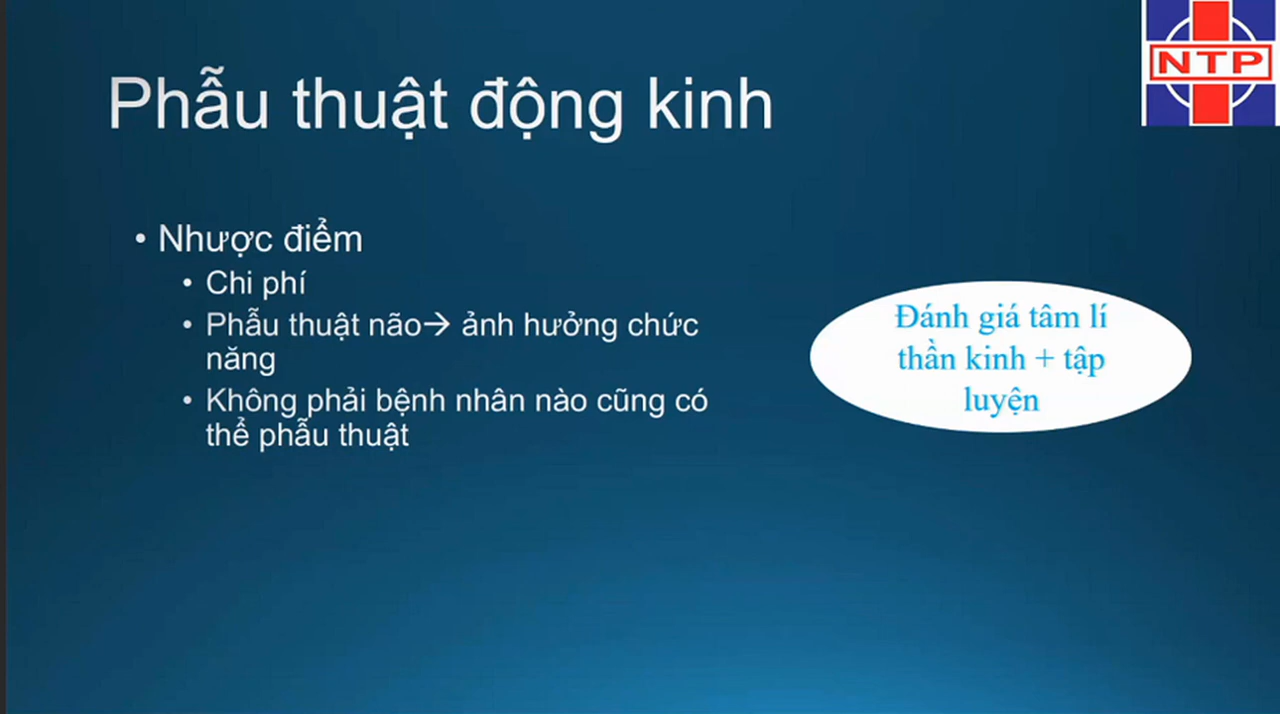 NTP
Phẫu thuật động kinh
• Nhược điểm
• Chi phí
• Phẫu thuật não→ ảnh hưởng chức
năng
• Không phải bệnh nhân nào cũng có
thể phẫu thuật
Đánh giá tâm lí
thần kinh + tập
luyện